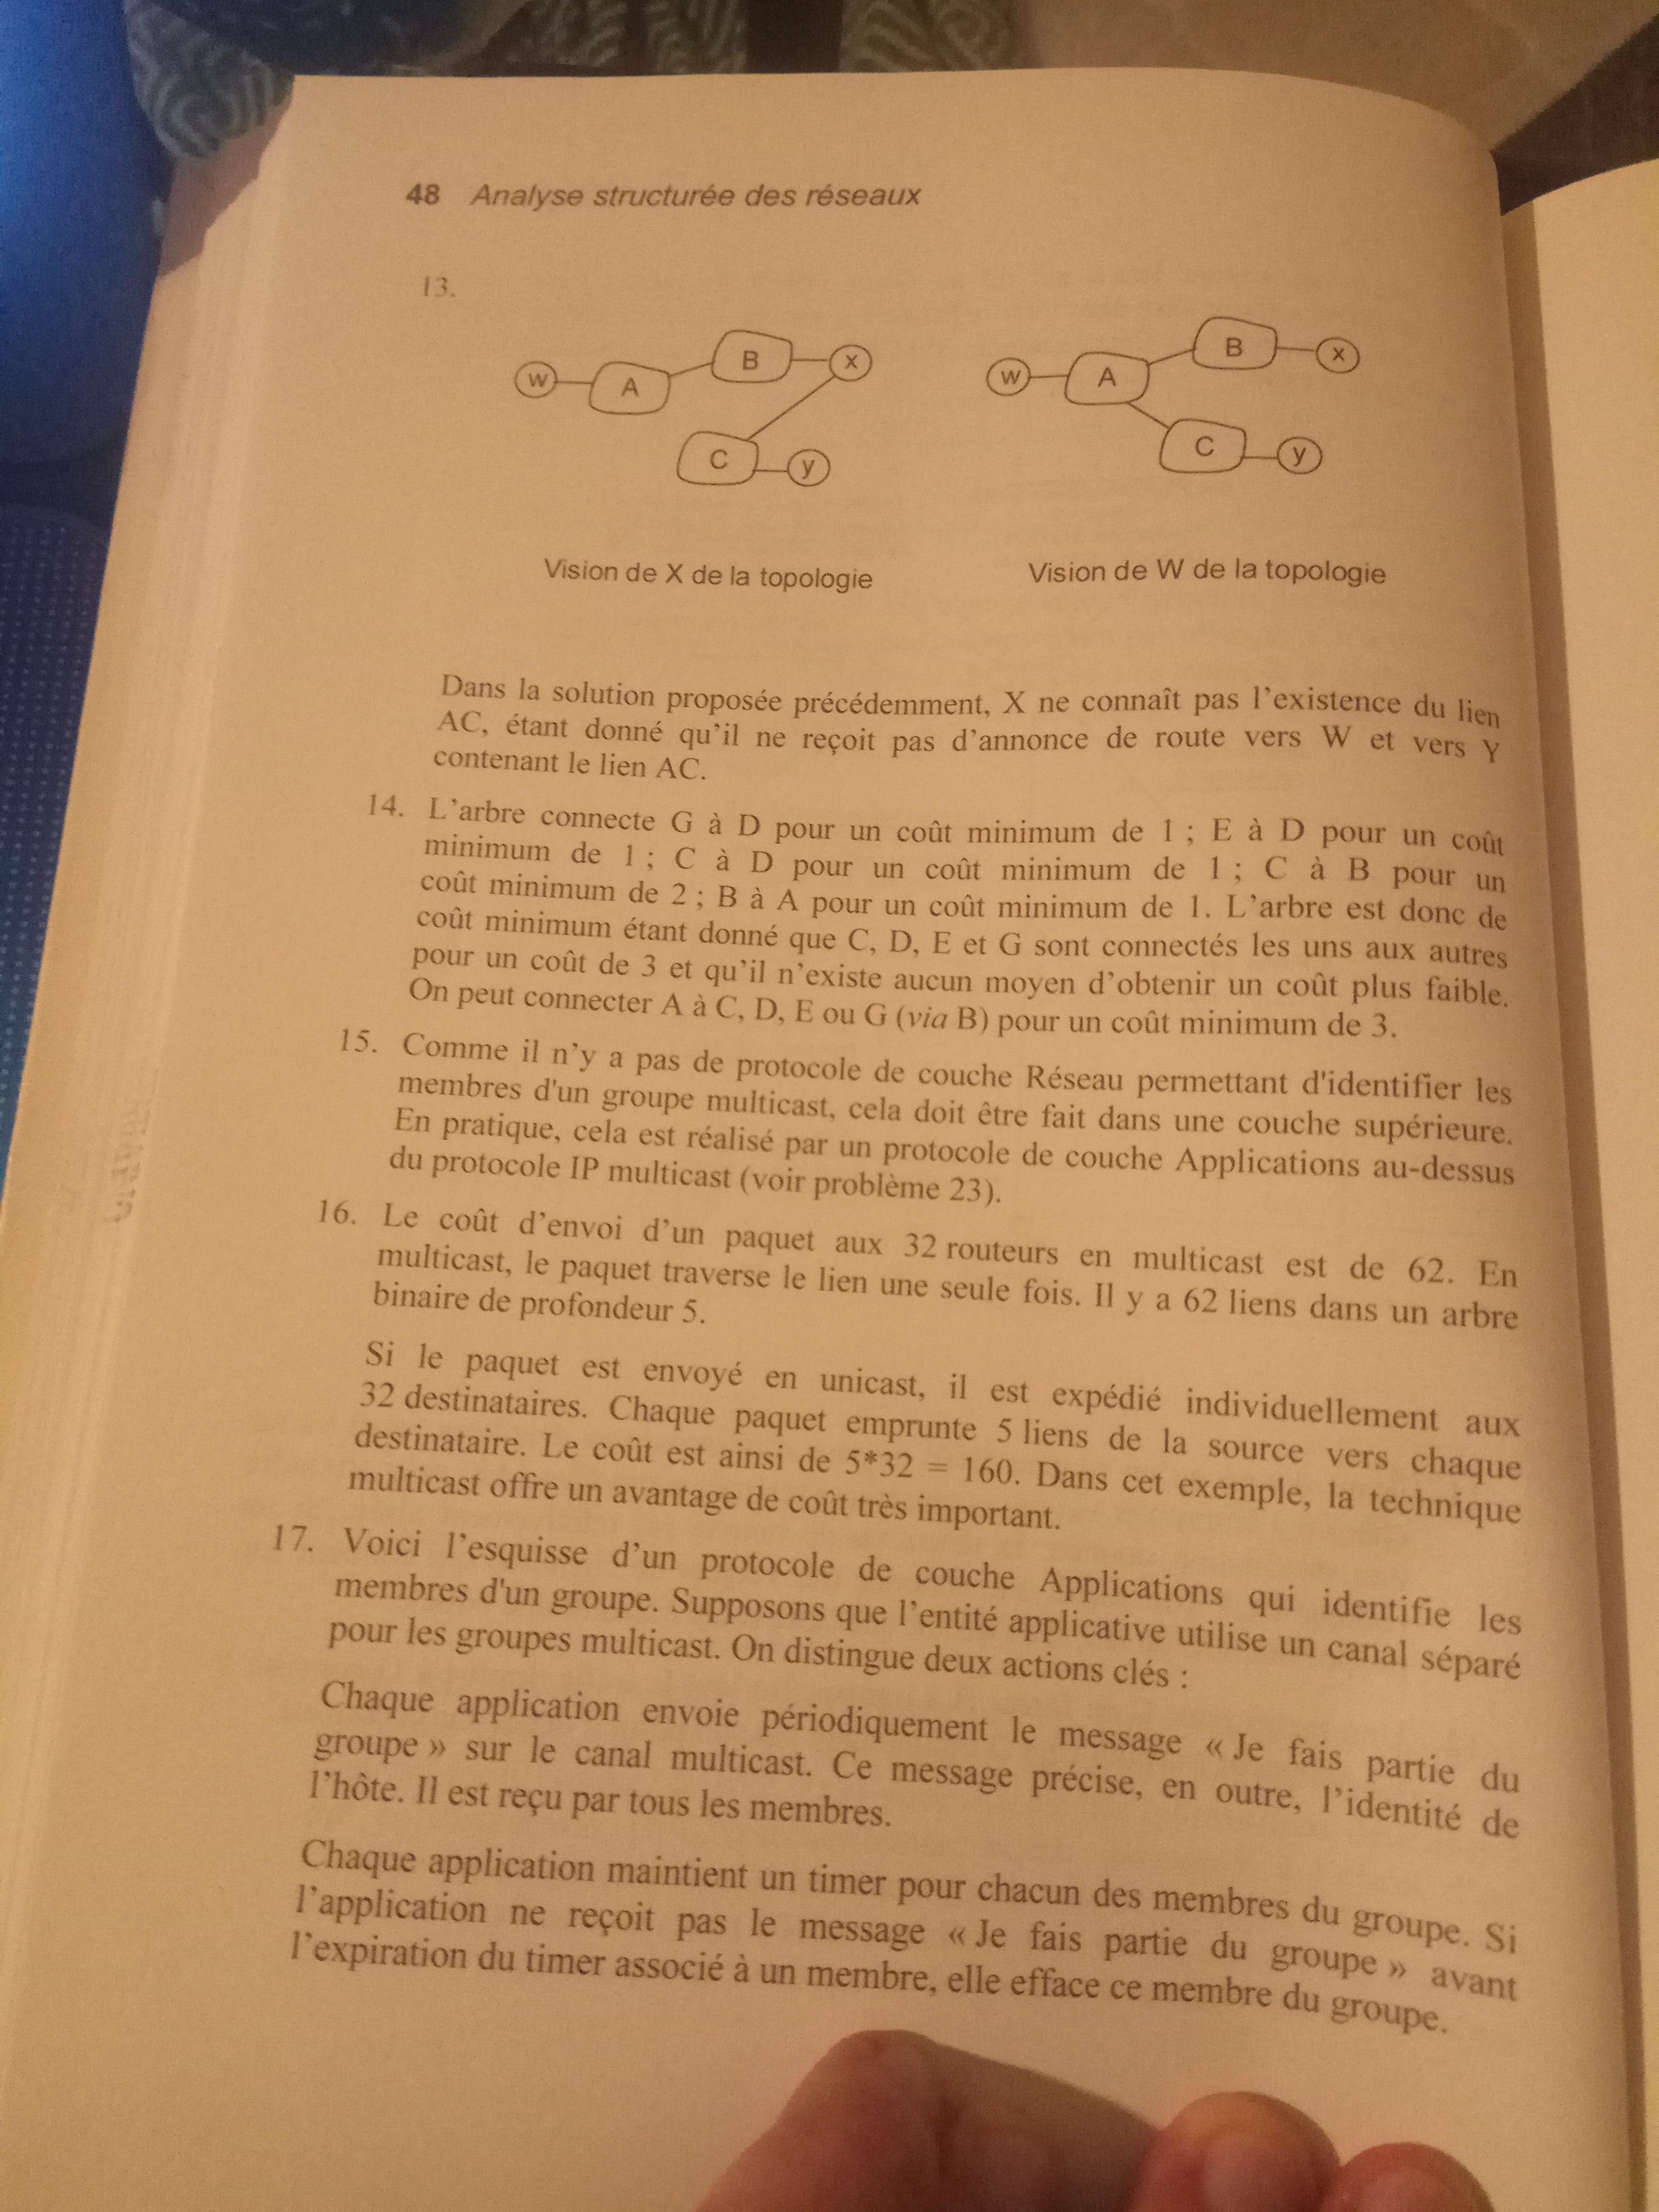 48 Analyse structurée des réseaux
13.
W A B X C y
W A B X C y
Vision de X de la topologie
Vision de W de la topologie
Dans la solution proposée précédemment, X ne connaît pas l'existence du lien
AC, étant donné qu'il ne reçoit pas d'annonce de route vers W et vers Y
contenant le lien AC.
14. L'arbre connecte G à D pour un coût minimum de 1 ; E à D pour un coût
minimum de 1 ; C à D pour un coût minimum de 1 ; C à B pour un
coût minimum de 2 ; B à A pour un coût minimum de 1. L'arbre est donc de
coût minimum étant donné que C, D, E et G sont connectés les uns aux autres
pour un coût de 3 et qu'il n'existe aucun moyen d'obtenir un coût plus faible.
On peut connecter A à C, D, E ou G (via B) pour un coût minimum de 3.
15. Comme il n'y a pas de protocole de couche Réseau permettant d'identifier les
membres d'un groupe multicast, cela doit être fait dans une couche supérieure.
En pratique, cela est réalisé par un protocole de couche Applications au-dessus
du protocole IP multicast (voir problème 23).
16. Le coût d'envoi d'un paquet aux 32 routeurs en multicast est de 62. En
multicast, le paquet traverse le lien une seule fois. Il y a 62 liens dans un arbre
binaire de profondeur 5.
Si le paquet est envoyé en unicast, il est expédié individuellement aux
32 destinataires. Chaque paquet emprunte 5 liens de la source vers chaque
destinataire. Le coût est ainsi de 5*32 = 160. Dans cet exemple, la technique
multicast offre un avantage de coût très important.
17. Voici l'esquisse d'un protocole de couche Applications qui identifie les
membres d'un groupe. Supposons que l'entité applicative utilise un canal séparé
pour les groupes multicast. On distingue deux actions clés :
Chaque application envoie périodiquement le message « Je fais partie du
groupe » sur le canal multicast. Ce message précise, en outre, l'identité de
l'hôte. Il est reçu par tous les membres.
Chaque application maintient un timer pour chacun des membres du groupe. Si
l'application ne reçoit pas le message « Je fais partie du groupe » avant
l'expiration du timer associé à un membre, elle efface ce membre du groupe.